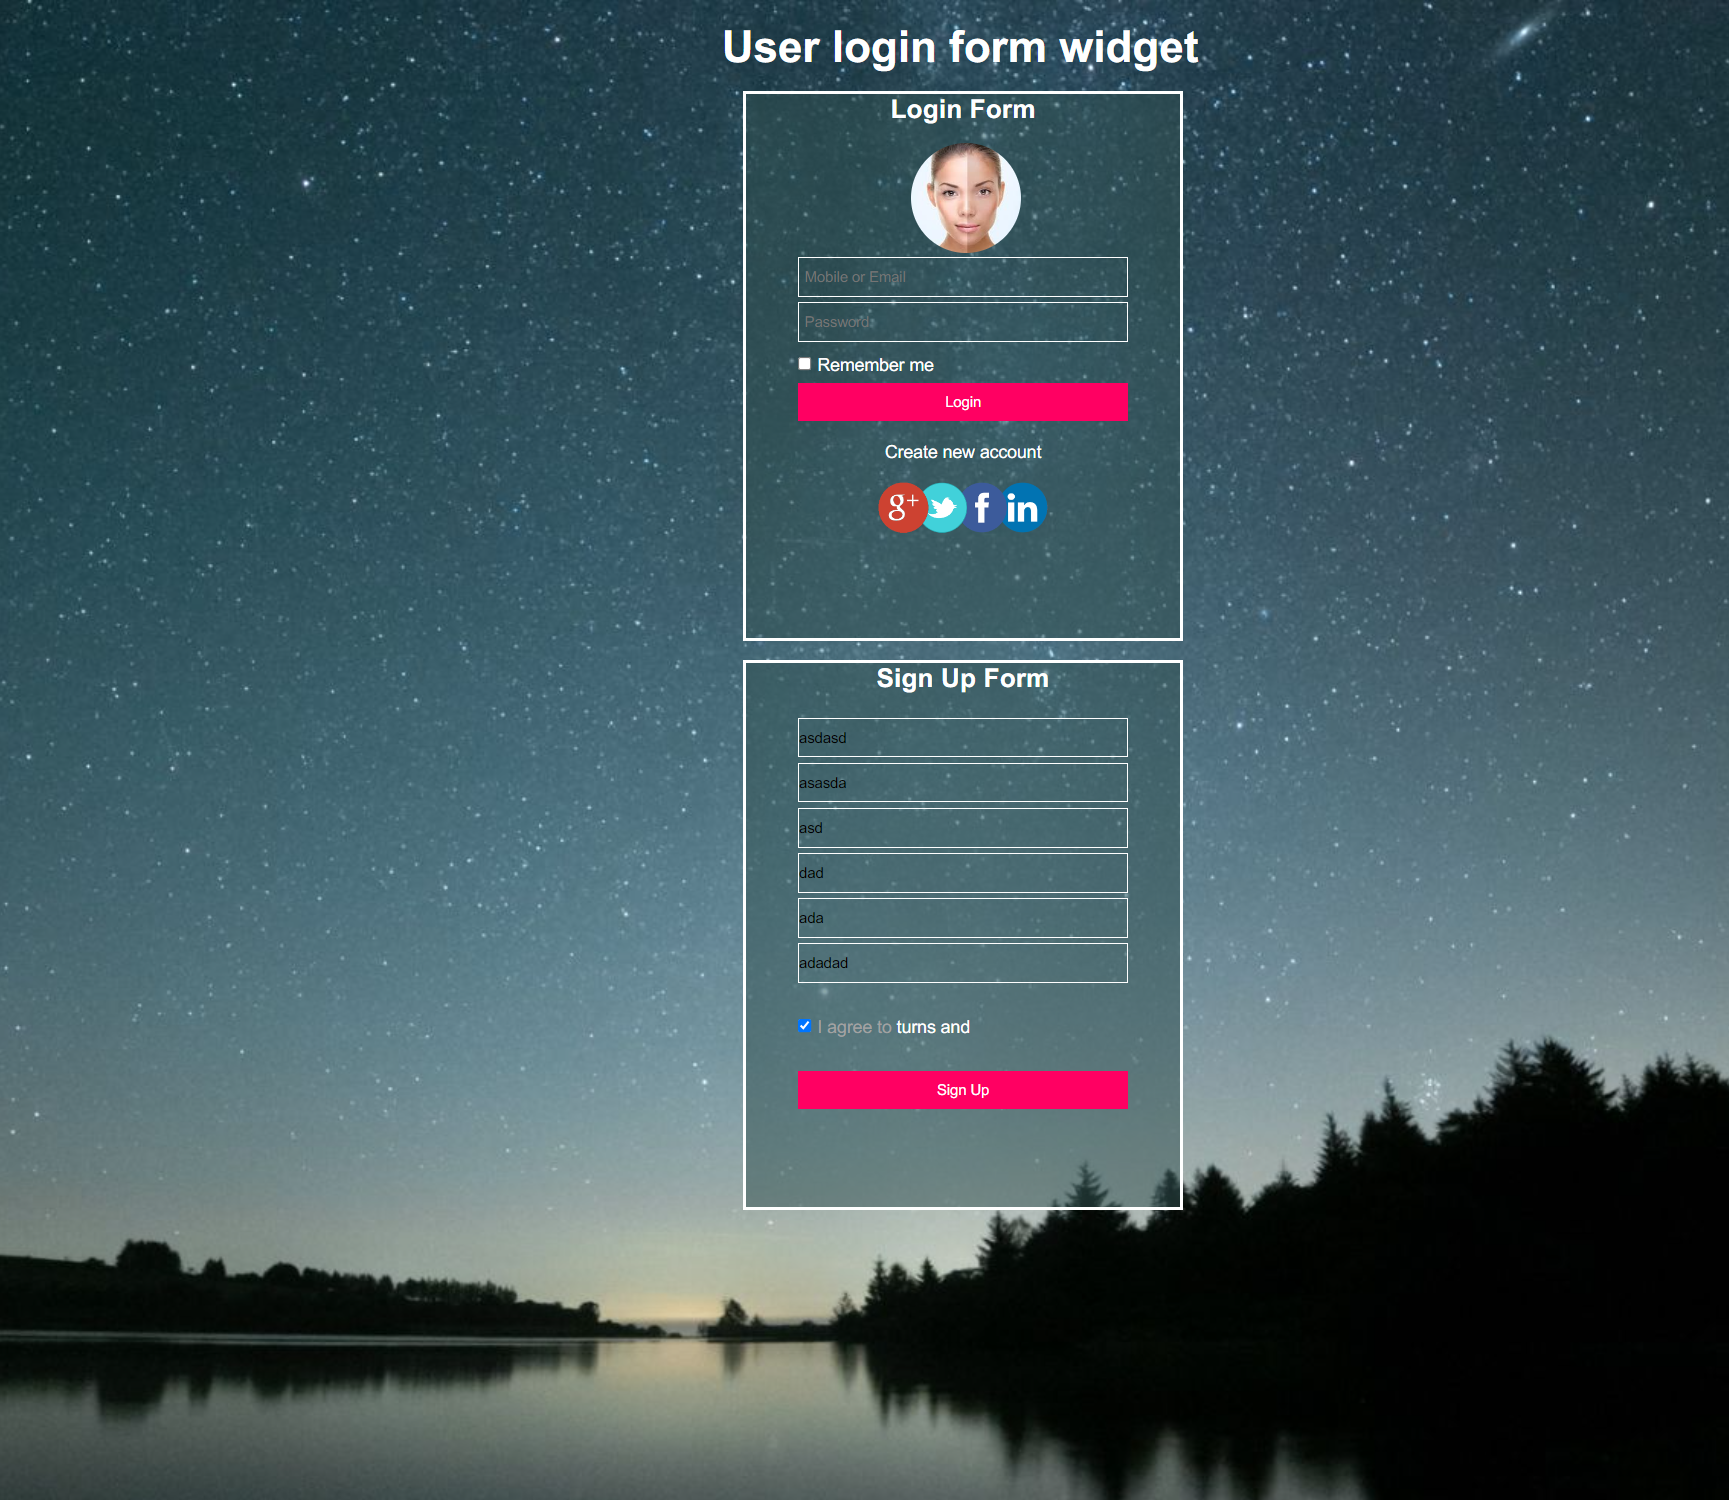 User login form widget
Login Form
Mobile or Email
Password
Remember me
Login
Create new account
g+ f in
Sign Up Form
asdasd
asasda
asd
dad
ada
adadad
I agree to turns and
Sign Up